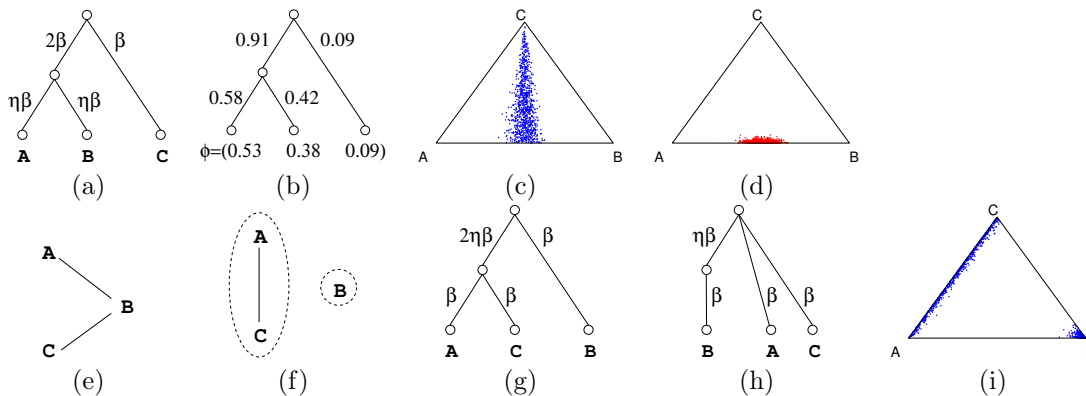 2β β
ηβ ηβ
A B C
(a)
0.91 0.09
0.58 0.42
ϕ=(0.53 0.38 0.09)
(b)
C
A B
(c)
C
A B
(d)
A
B
C
(e)
A
B
C
(f)
2ηβ β
β β
A C B
(g)
ηβ
β β β
B A C
(h)
C
A
(i)